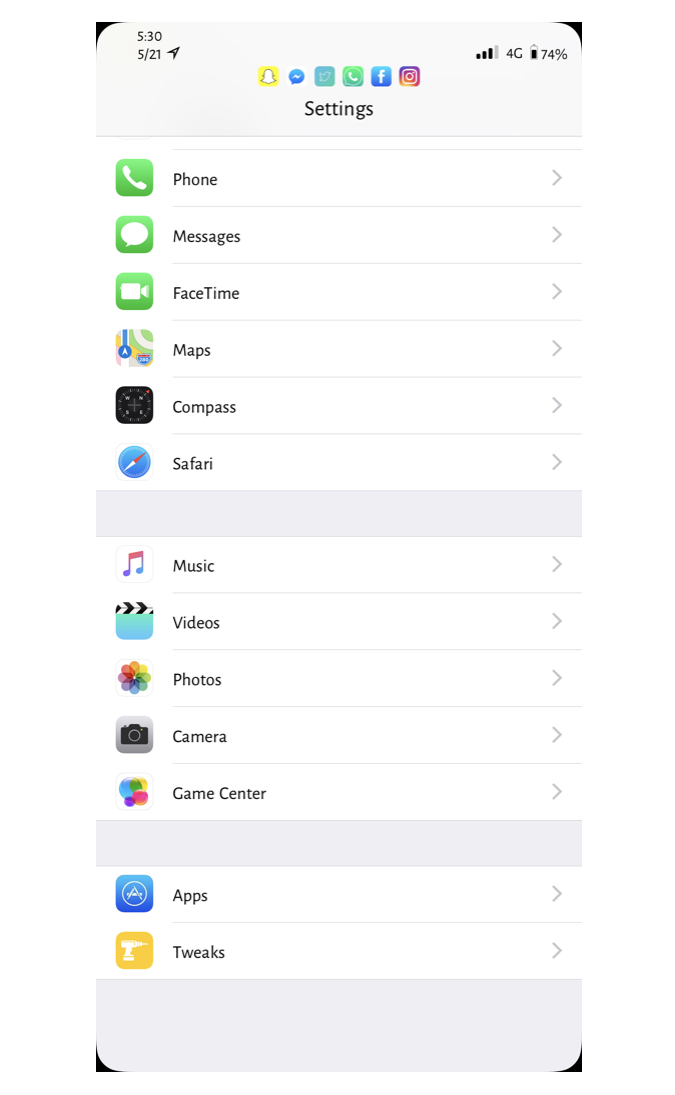 5:30
5/21
4G 74%
Settings
Phone
Messages
FaceTime
Maps
Compass
Safari
Music
Videos
Photos
Camera
Game Center
Apps
Tweaks